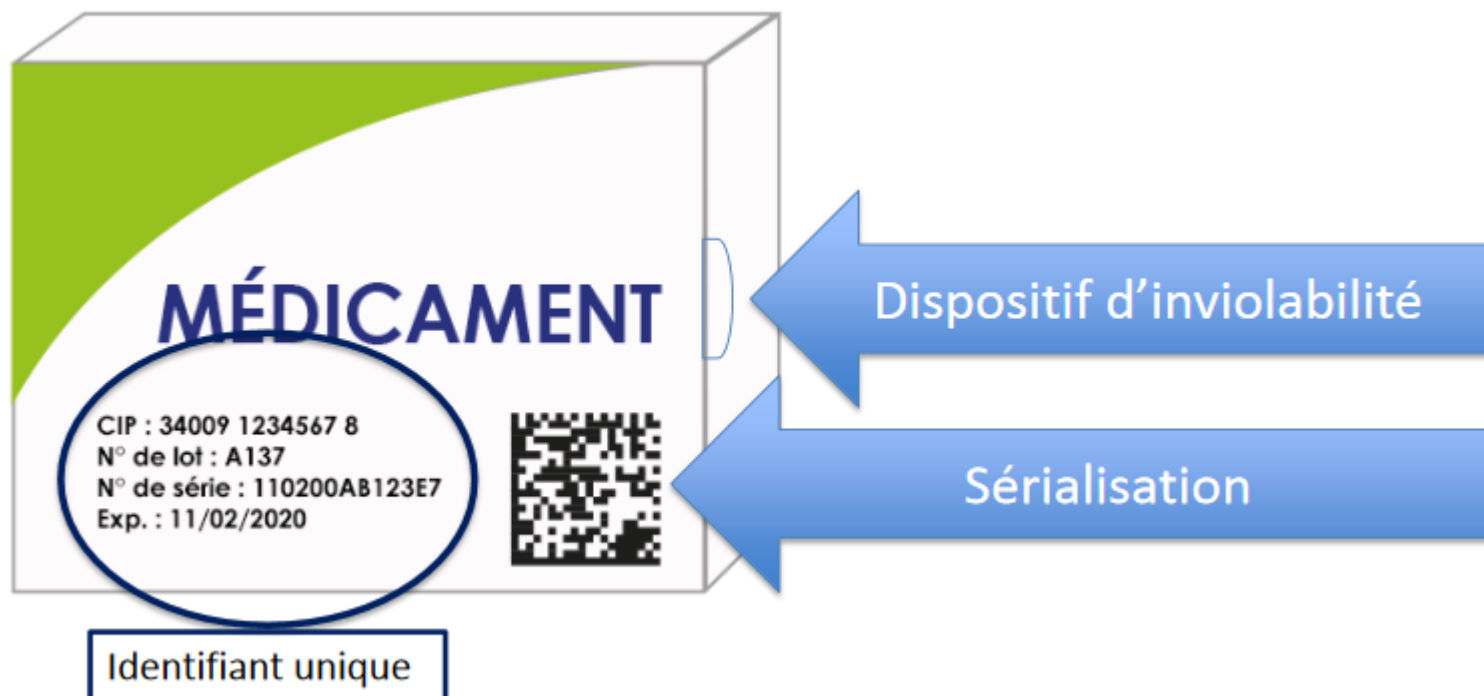 MÉDICAMENT
CIP : 34009 1234567 8
N° de lot : A137
N° de série : 110200AB123E7
Exp. : 11/02/2020
Dispositif d’inviolabilité
Sérialisation
Identifiant unique